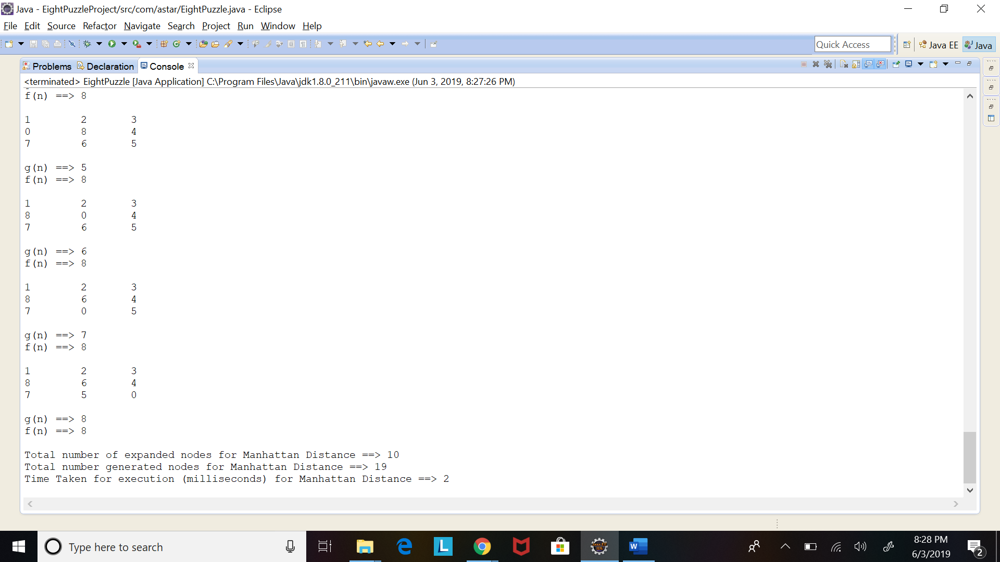 Java - EightPuzzleProject/src/com/astar/EightPuzzle.java - Eclipse
File Edit Source Refactor Navigate Search Project Run Window Help
Quick Access Java EE Java
Problems Declaration Console
<terminated> EightPuzzle [Java Application] C:\Program Files\Java\jdk1.8.0_211\bin\javaw.exe (Jun 3, 2019, 8:27:26 PM)
f(n) ==> 8
1 2 3
0 8 4
7 6 5
g(n) ==> 5
f(n) ==> 8
1 2 3
8 0 4
7 6 5
g(n) ==> 6
f(n) ==> 8
1 2 3
8 6 4
7 0 5
g(n) ==> 7
f(n) ==> 8
1 2 3
8 6 4
7 5 0
g(n) ==> 8
f(n) ==> 8
Total number of expanded nodes for Manhattan Distance ==> 10
Total number generated nodes for Manhattan Distance ==> 19
Time Taken for execution (milliseconds) for Manhattan Distance ==> 2
Type here to search
L
Java EE
IDE
W
8:28 PM
6/3/2019
2